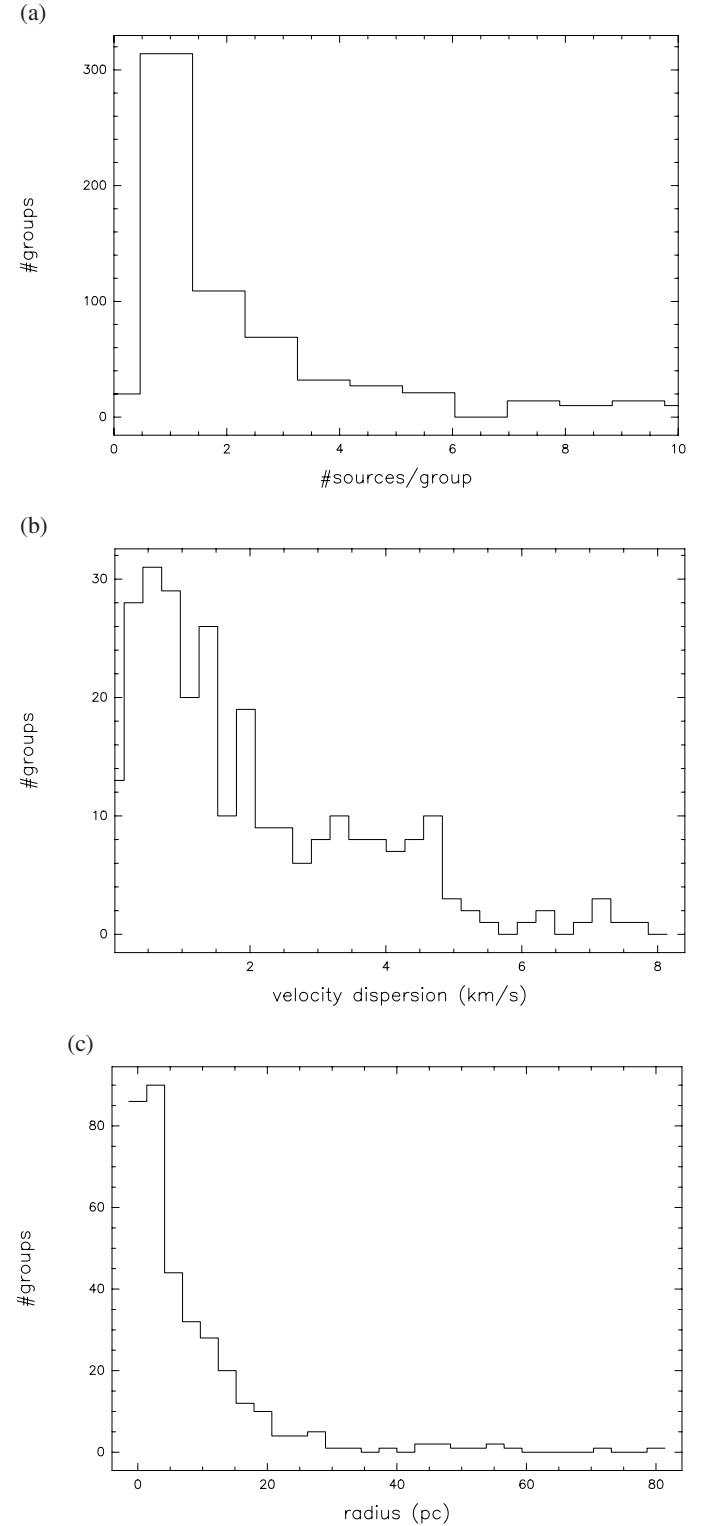 (a)
300
200
100
0
#groups
0 2 4 6 8 10
#sources/group
(b)
30
20
10
0
#groups
2 4 6 8
velocity dispersion (km/s)
(c)
80
60
40
20
0
#groups
0 20 40 60 80
radius (pc)